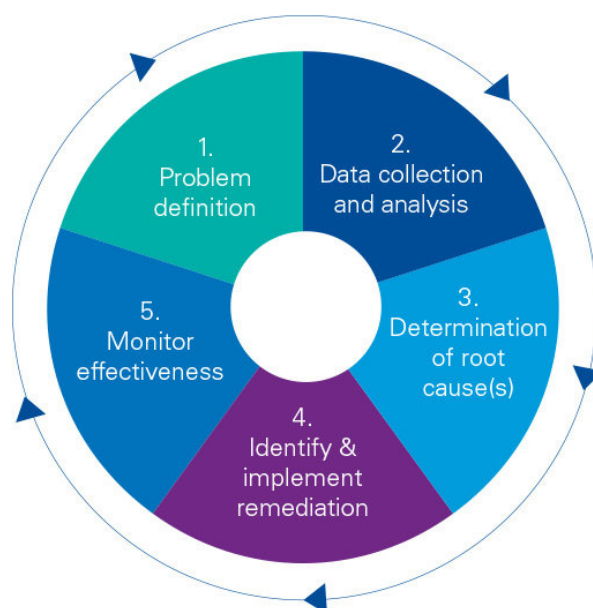 1.
Problem
definition
2.
Data collection
and analysis
3.
Determination
of root
cause(s)
4.
Identify &
implement
remediation
5.
Monitor
effectiveness